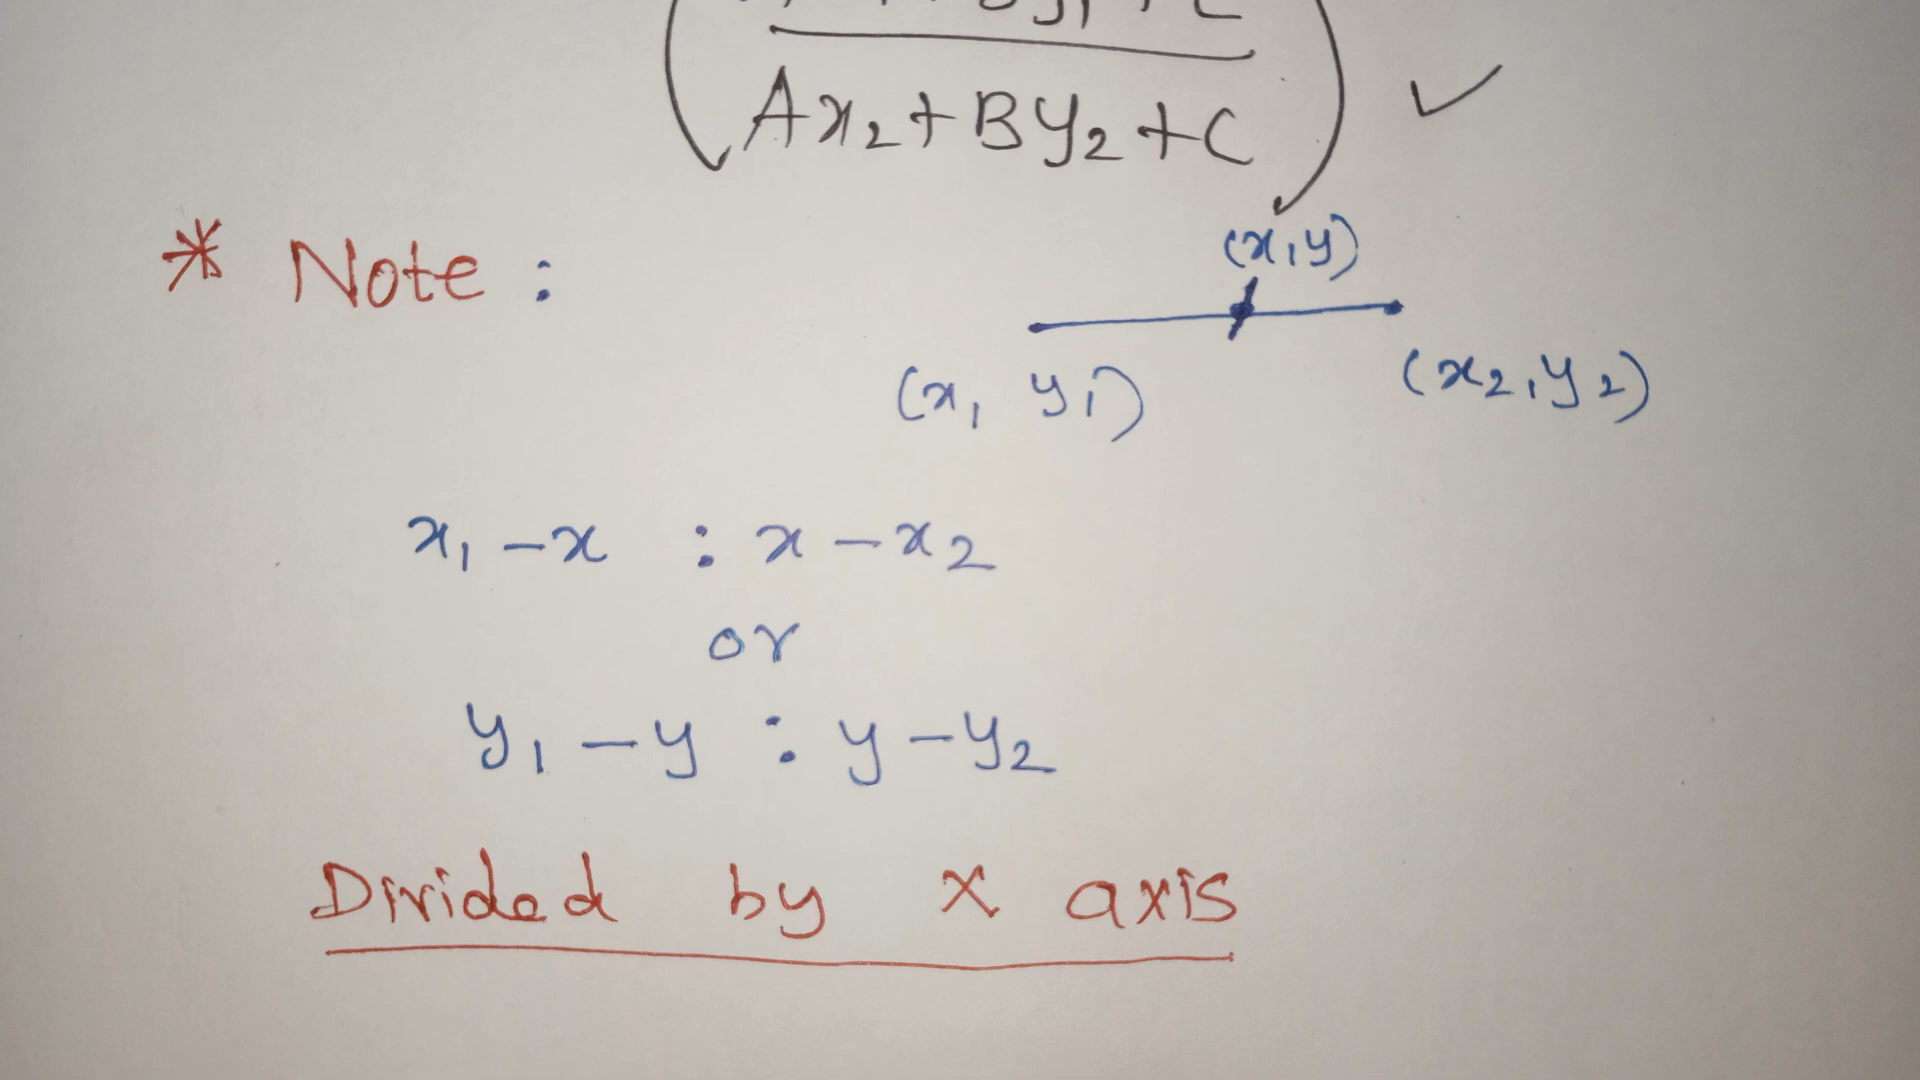 Ax₂+By₂+C
* Note :
(x,y)
(x₁ y₁)
(x₂,y₂)
x₁-x : x-x₂
or
y₁-y : y-y₂
Divided by x axis